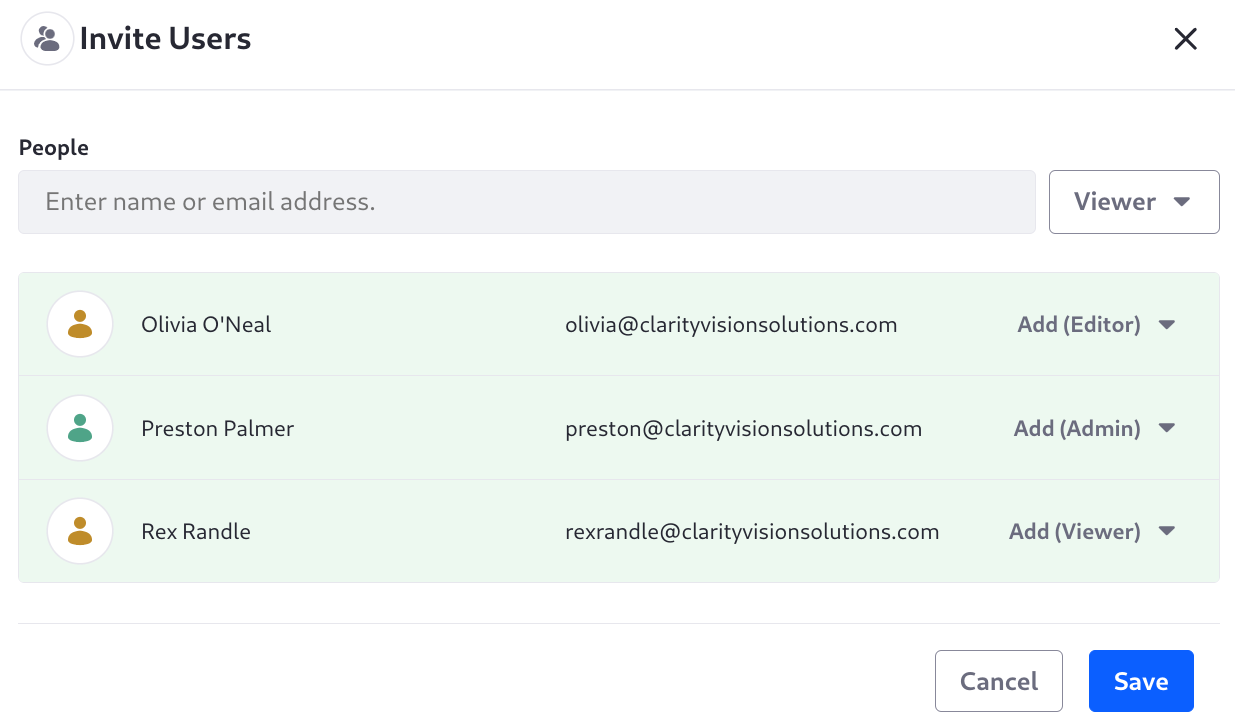 Invite Users
People
Enter name or email address.
Viewer
Olivia O'Neal olivia@clarityvisionsolutions.com Add (Editor)
Preston Palmer preston@clarityvisionsolutions.com Add (Admin)
Rex Randle rexrandle@clarityvisionsolutions.com Add (Viewer)
Cancel Save